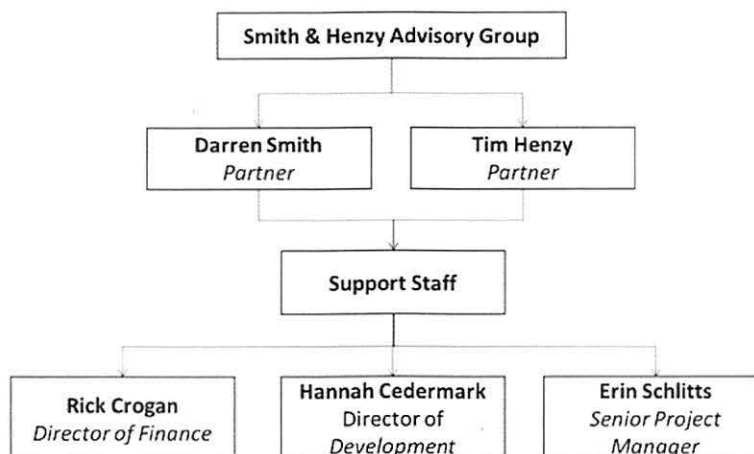 Smith & Henzy Advisory Group
Darren Smith
Partner
Tim Henzy
Partner
Support Staff
Rick Crogan
Director of Finance
Hannah Cedermark
Director of
Development
Erin Schlitts
Senior Project
Manager